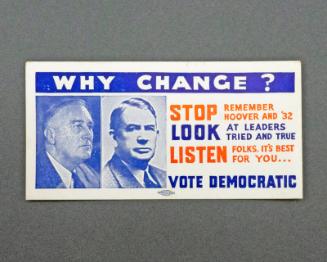 WHY CHANGE?
STOP REMEMBER HOOVER AND '32
LOOK AT LEADERS TRIED AND TRUE
LISTEN FOLKS, IT'S BEST FOR YOU...
VOTE DEMOCRATIC